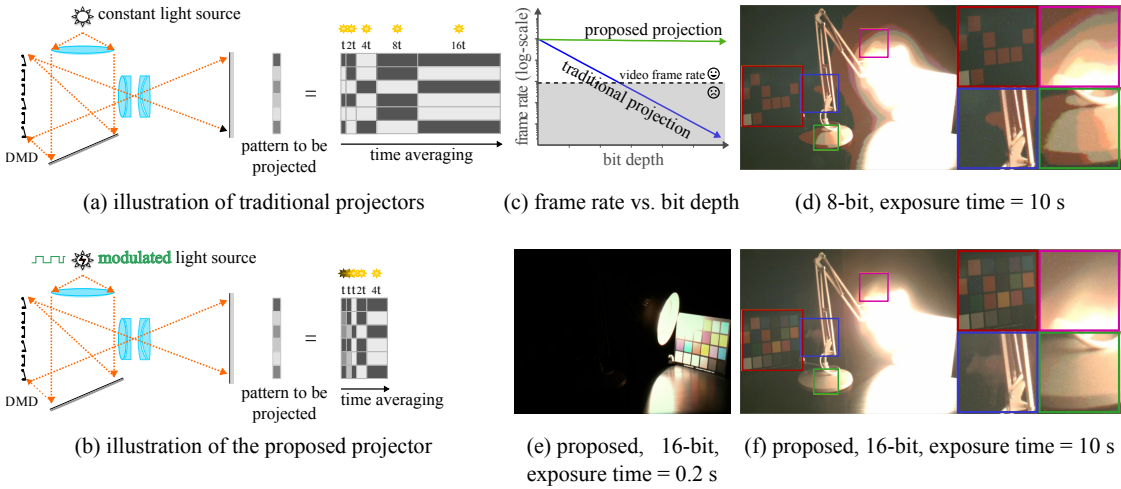 constant light source
DMD
pattern to be
projected
=
t 2t 4t 8t 16t
time averaging
(a) illustration of traditional projectors
frame rate (log-scale)
proposed projection
video frame rate
traditional projection
bit depth
(c) frame rate vs. bit depth
(d) 8-bit, exposure time = 10 s
modulated light source
DMD
pattern to be
projected
=
t t t 2t 4t
time averaging
(b) illustration of the proposed projector
(e) proposed, 16-bit,
exposure time = 0.2 s
(f) proposed, 16-bit, exposure time = 10 s